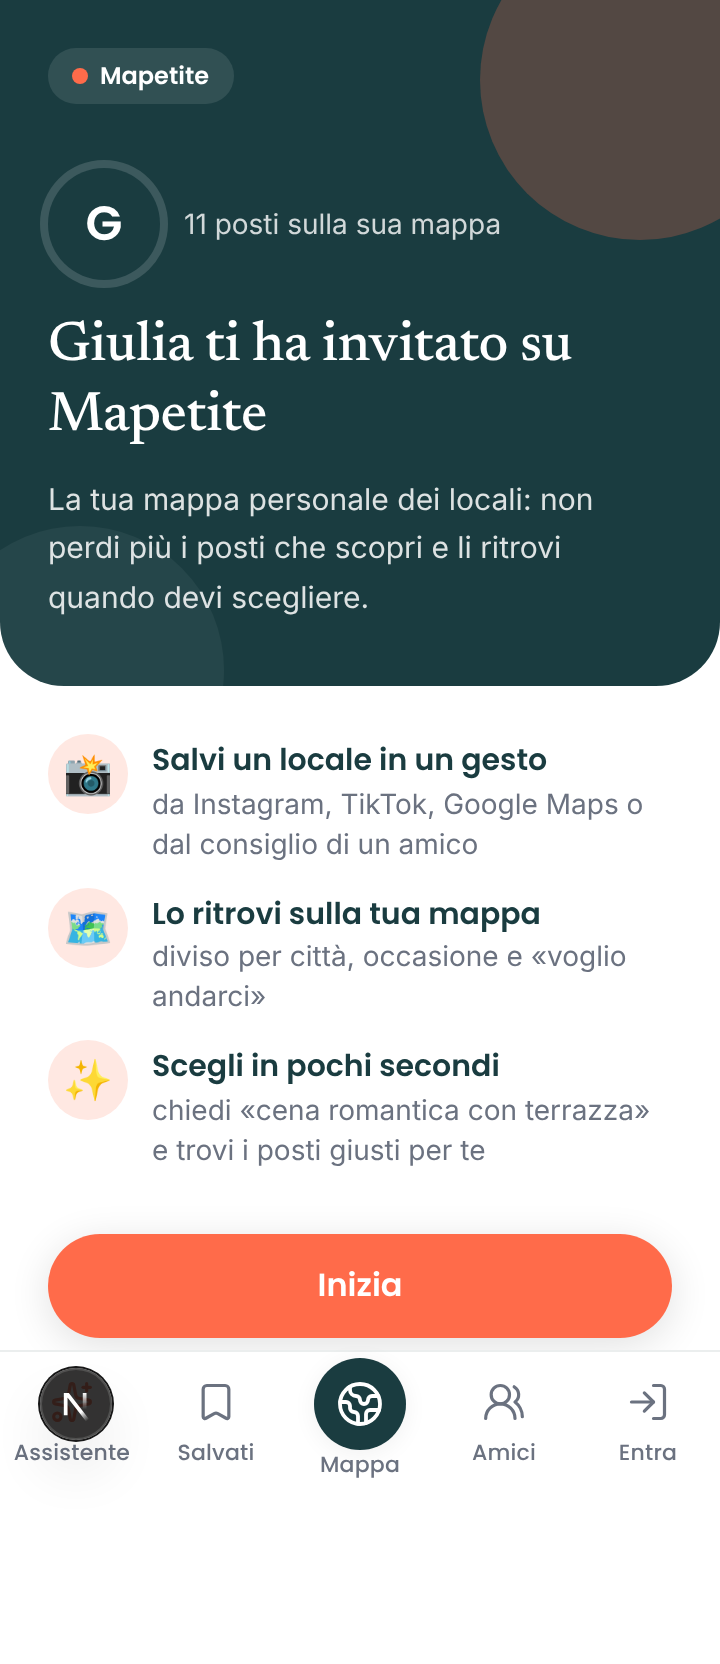 Mapetite
G
11 posti sulla sua mappa
Giulia ti ha invitato su
Mapetite
La tua mappa personale dei locali: non
perdi più i posti che scopri e li ritrovi
quando devi scegliere.
Salvi un locale in un gesto
da Instagram, TikTok, Google Maps o
dal consiglio di un amico
Lo ritrovi sulla tua mappa
diviso per città, occasione e «voglio
andarci»
Scegli in pochi secondi
chiedi «cena romantica con terrazza»
e trovi i posti giusti per te
Inizia
N
Assistente
Salvati
Mappa
Amici
Entra